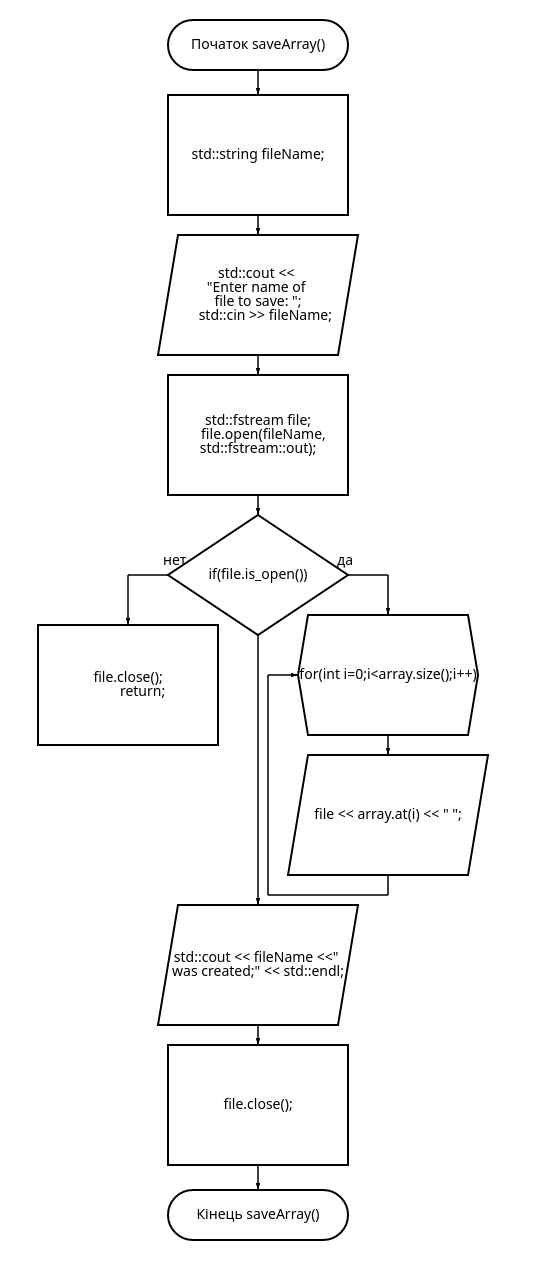 Початок saveArray()
std::string fileName;
std::cout <<
"Enter name of
file to save: ";
std::cin >> fileName;
std::fstream file;
file.open(fileName,
std::fstream::out);
нет
if(file.is_open())
да
file.close();
return;
for(int i=0;i<array.size();i++)
file << array.at(i) << " ";
std::cout << fileName <<"
was created;" << std::endl;
file.close();
Кінець saveArray()